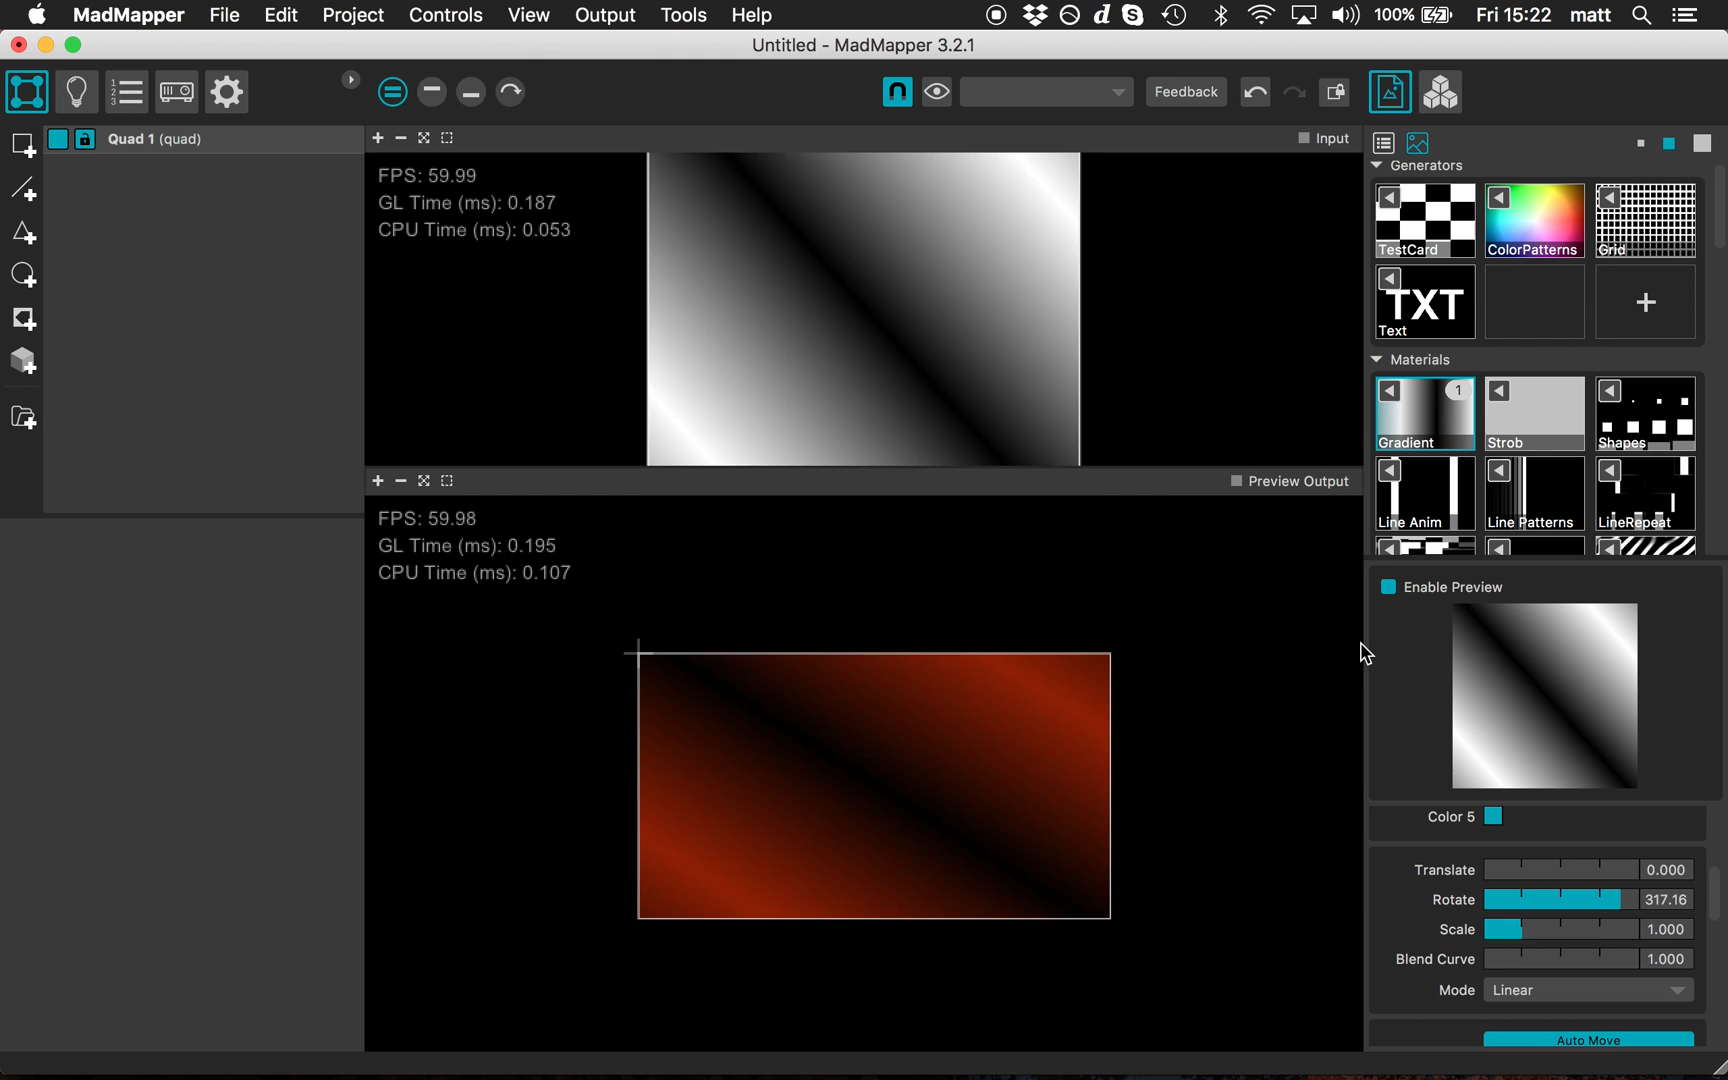 MadMapper File Edit Project Controls View Output Tools Help
100% Fri 15:22 matt
Untitled - MadMapper 3.2.1
1
2
3
Feedback
Quad 1 (quad)
Input
FPS: 59.99
GL Time (ms): 0.187
CPU Time (ms): 0.053
Generators
TestCard
ColorPatterns
Grid
TXT
Text
Materials
1
Gradient
Strob
Shapes
Line Anim
Line Patterns
LineRepeat
Preview Output
FPS: 59.98
GL Time (ms): 0.195
CPU Time (ms): 0.107
Enable Preview
Color 5
Translate 0.000
Rotate 317.16
Scale 1.000
Blend Curve 1.000
Mode Linear
Auto Move